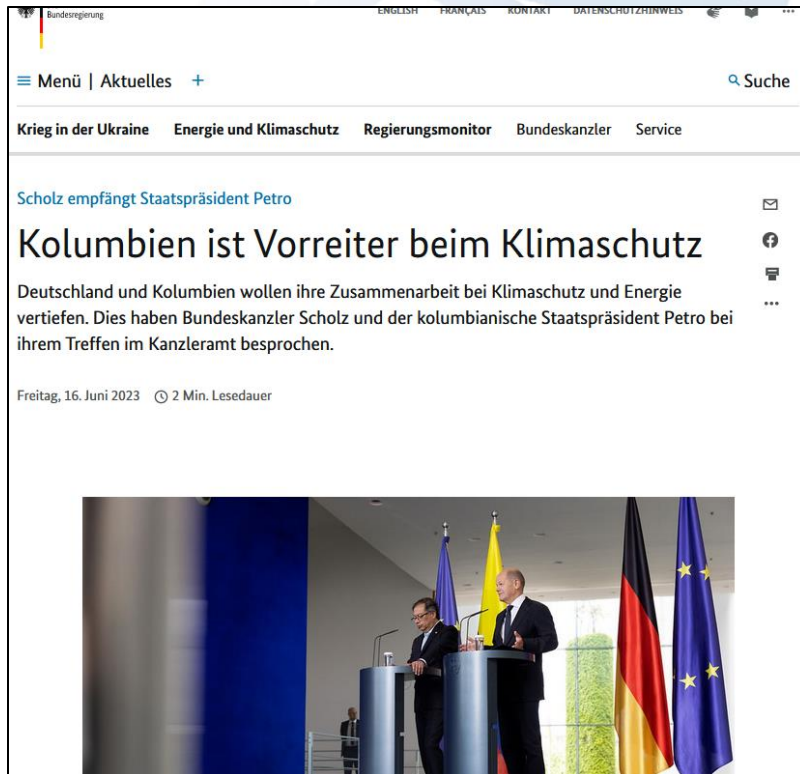 Bundesregierung
ENGLISH FRANÇAIS KONTAKT DATENSCHUTZHINWEIS
Menü | Aktuelles +
Suche
Krieg in der Ukraine Energie und Klimaschutz Regierungsmonitor Bundeskanzler Service
Scholz empfängt Staatspräsident Petro
Kolumbien ist Vorreiter beim Klimaschutz
Deutschland und Kolumbien wollen ihre Zusammenarbeit bei Klimaschutz und Energie
vertiefen. Dies haben Bundeskanzler Scholz und der kolumbianische Staatspräsident Petro bei
ihrem Treffen im Kanzleramt besprochen.
Freitag, 16. Juni 2023 2 Min. Lesedauer